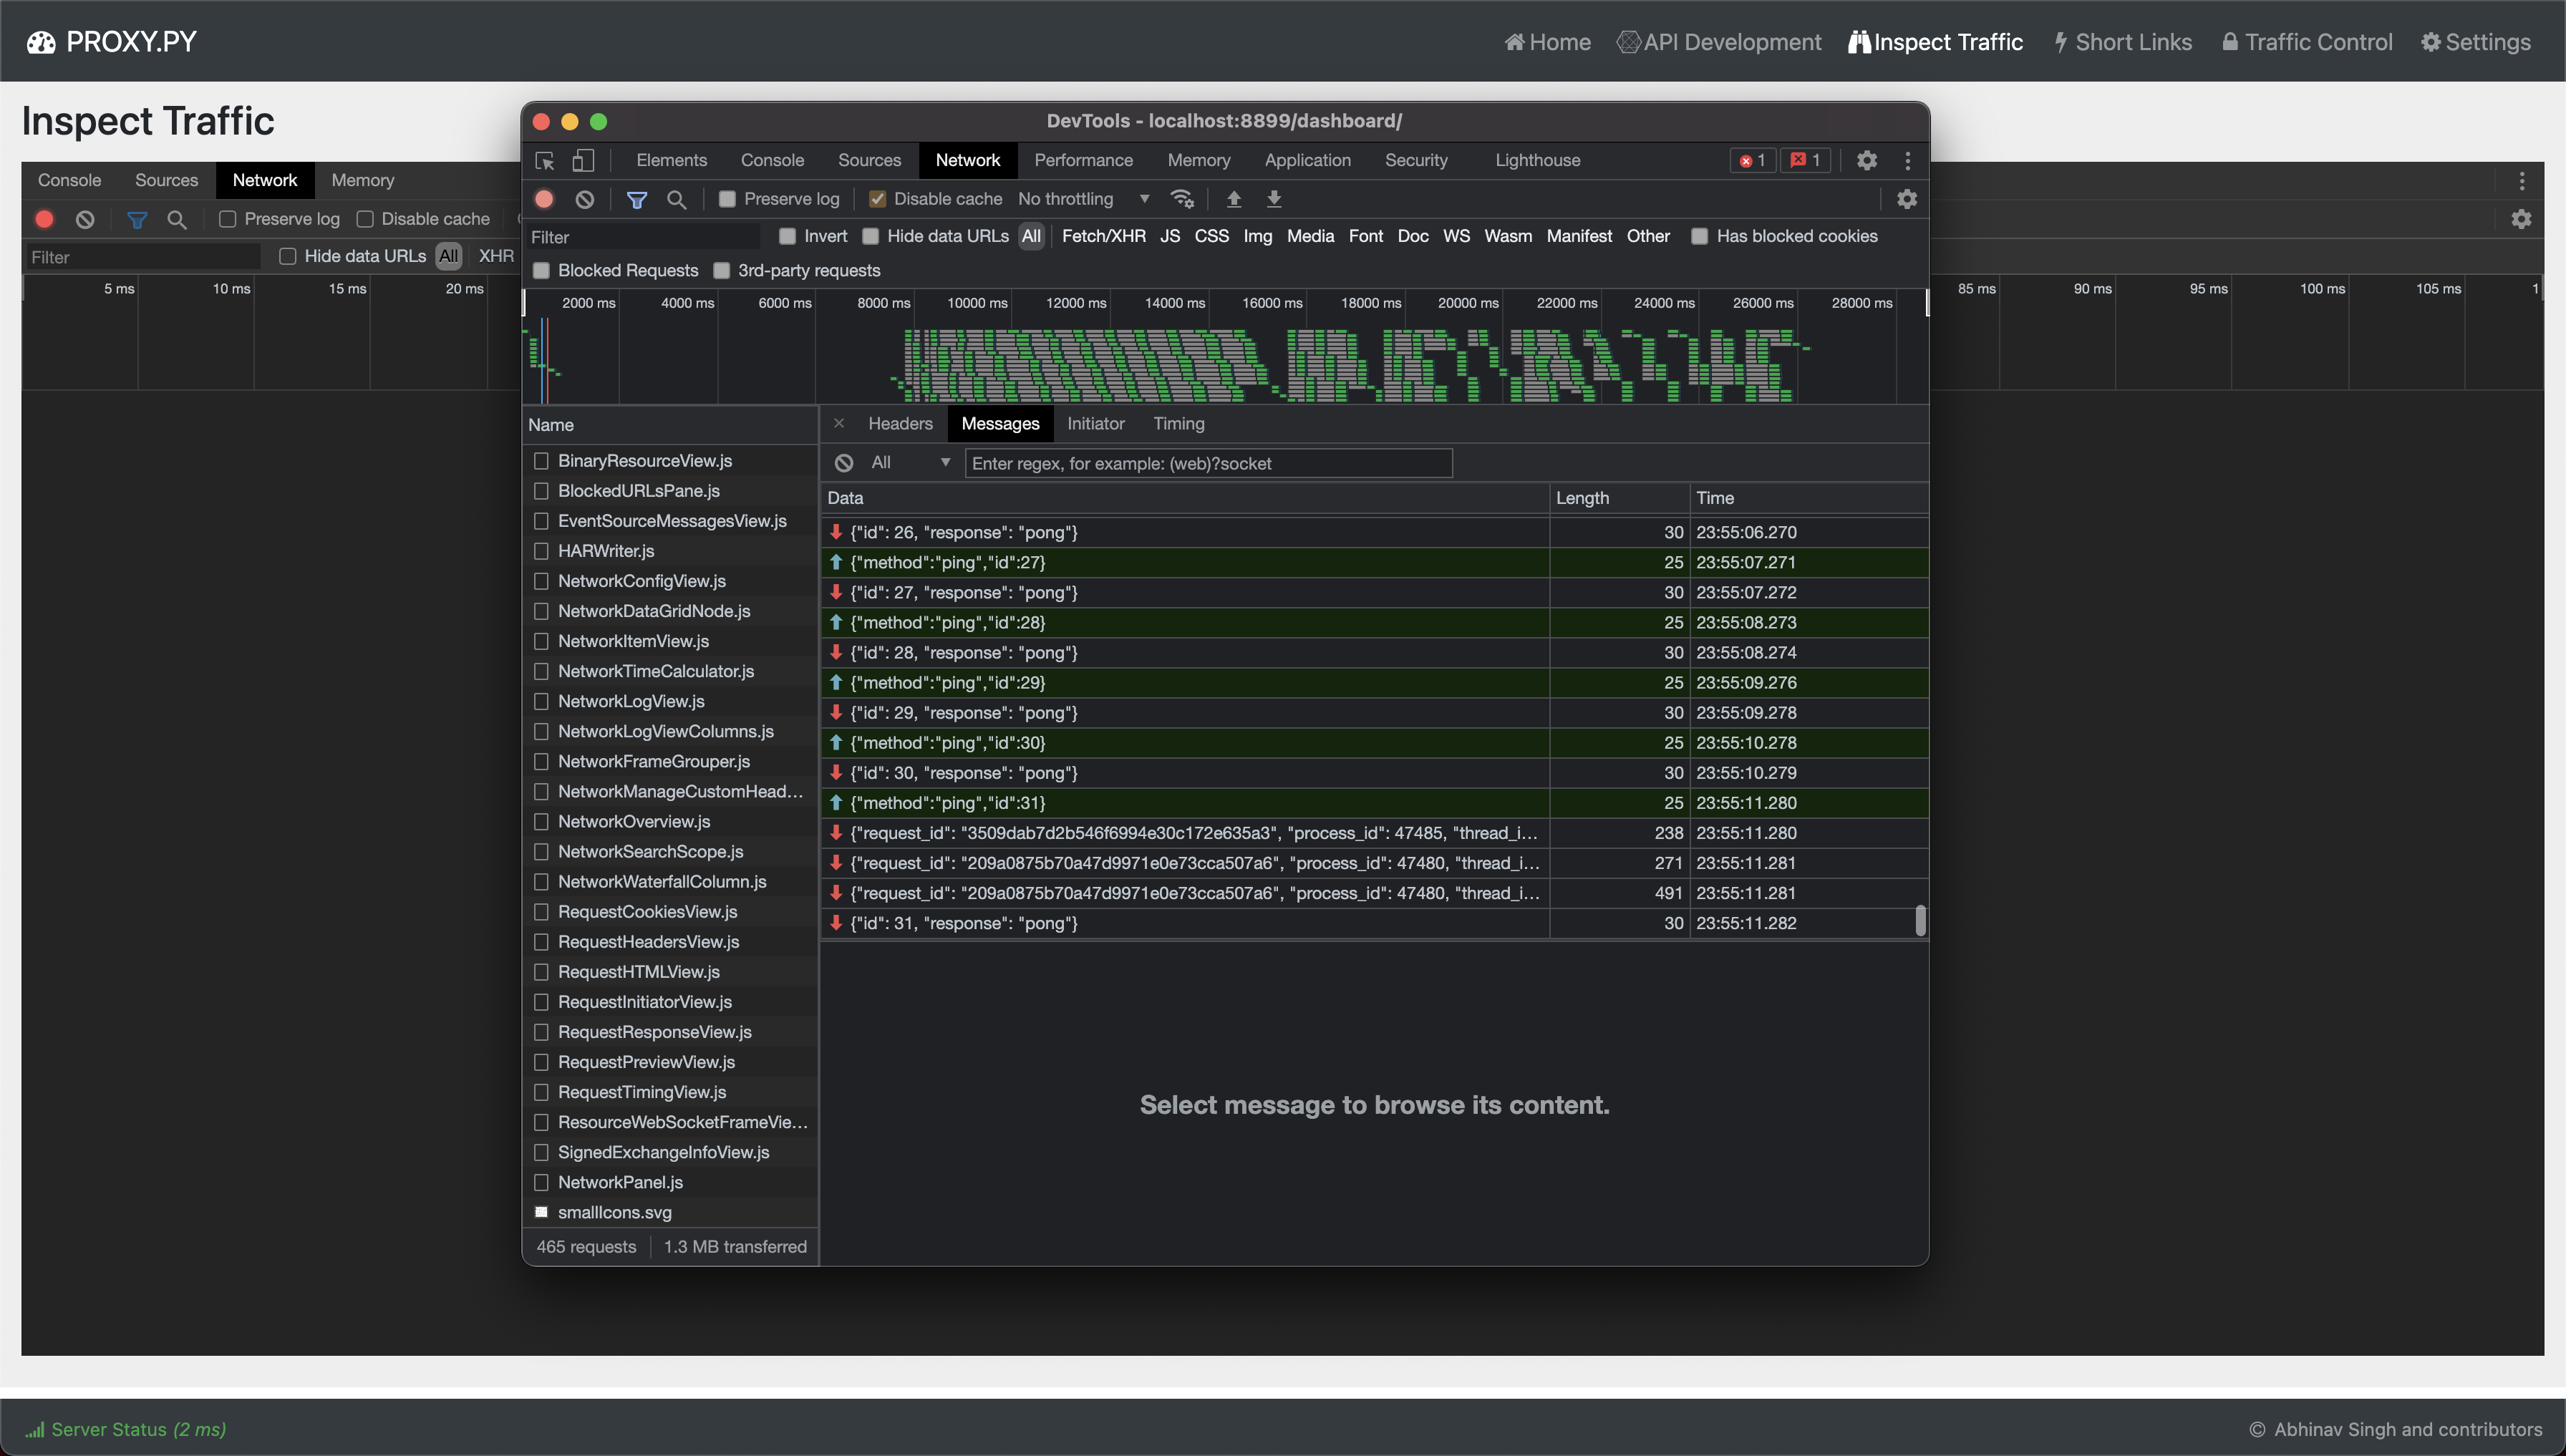 PROXY.PY
Home API Development Inspect Traffic Short Links Traffic Control Settings
Inspect Traffic
Console Sources Network Memory
Preserve log Disable cache
Filter Hide data URLs All XHR
5 ms 10 ms 15 ms 20 ms
85 ms 90 ms 95 ms 100 ms 105 ms 1
DevTools - localhost:8899/dashboard/
Elements Console Sources Network Performance Memory Application Security Lighthouse 1 1
Preserve log Disable cache No throttling
Filter Invert Hide data URLs All Fetch/XHR JS CSS Img Media Font Doc WS Wasm Manifest Other Has blocked cookies
Blocked Requests 3rd-party requests
2000 ms 4000 ms 6000 ms 8000 ms 10000 ms 12000 ms 14000 ms 16000 ms 18000 ms 20000 ms 22000 ms 24000 ms 26000 ms 28000 ms
Name
BinaryResourceView.js
BlockedURLsPane.js
EventSourceMessagesView.js
HARWriter.js
NetworkConfigView.js
NetworkDataGridNode.js
NetworkItemView.js
NetworkTimeCalculator.js
NetworkLogView.js
NetworkLogViewColumns.js
NetworkFrameGrouper.js
NetworkManageCustomHead...
NetworkOverview.js
NetworkSearchScope.js
NetworkWaterfallColumn.js
RequestCookiesView.js
RequestHeadersView.js
RequestHTMLView.js
RequestInitiatorView.js
RequestResponseView.js
RequestPreviewView.js
RequestTimingView.js
ResourceWebSocketFrameVie...
SignedExchangeInfoView.js
NetworkPanel.js
smallIcons.svg
465 requests 1.3 MB transferred
Headers Messages Initiator Timing
All Enter regex, for example: (web)?socket
Data Length Time
{"id": 26, "response": "pong"} 30 23:55:06.270
{"method":"ping","id":27} 25 23:55:07.271
{"id": 27, "response": "pong"} 30 23:55:07.272
{"method":"ping","id":28} 25 23:55:08.273
{"id": 28, "response": "pong"} 30 23:55:08.274
{"method":"ping","id":29} 25 23:55:09.276
{"id": 29, "response": "pong"} 30 23:55:09.278
{"method":"ping","id":30} 25 23:55:10.278
{"id": 30, "response": "pong"} 30 23:55:10.279
{"method":"ping","id":31} 25 23:55:11.280
{"request_id": "3509dab7d2b546f6994e30c172e635a3", "process_id": 47485, "thread_i... 238 23:55:11.280
{"request_id": "209a0875b70a47d9971e0e73cca507a6", "process_id": 47480, "thread_i... 271 23:55:11.281
{"request_id": "209a0875b70a47d9971e0e73cca507a6", "process_id": 47480, "thread_i... 491 23:55:11.281
{"id": 31, "response": "pong"} 30 23:55:11.282
Select message to browse its content.
Server Status (2 ms)
© Abhinav Singh and contributors